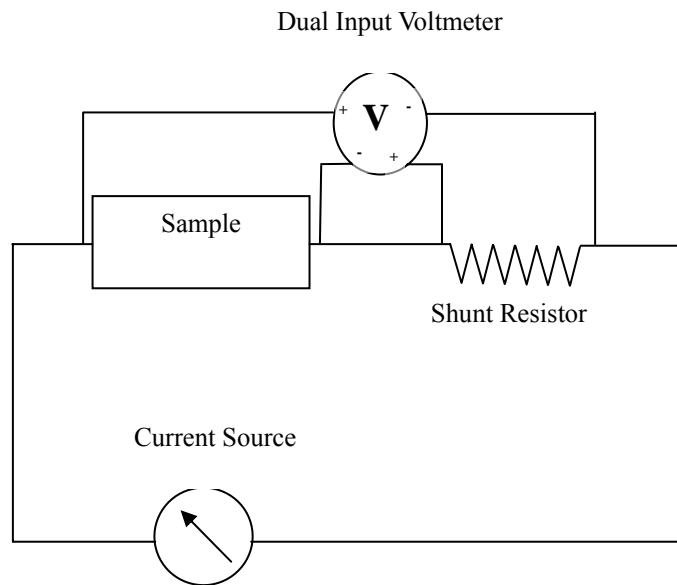 Dual Input Voltmeter
+ V -
- +
Sample
Shunt Resistor
Current Source